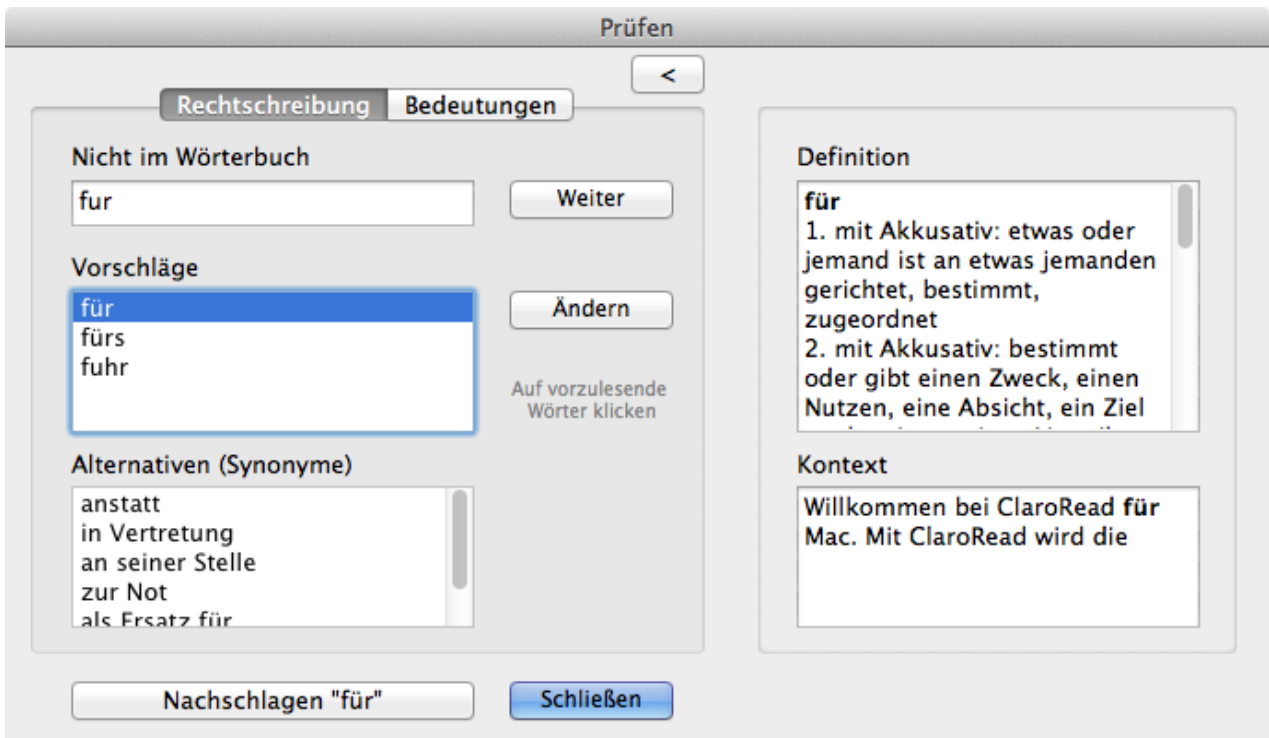 Prüfen
<
Rechtschreibung
Bedeutungen
Nicht im Wörterbuch
fur
Weiter
Vorschläge
für
fürs
fuhr
Ändern
Auf vorzulesende
Wörter klicken
Alternativen (Synonyme)
anstatt
in Vertretung
an seiner Stelle
zur Not
als Ersatz für
Nachschlagen "für"
Schließen
Definition
für
1. mit Akkusativ: etwas oder
jemand ist an etwas jemanden
gerichtet, bestimmt,
zugeordnet
2. mit Akkusativ: bestimmt
oder gibt einen Zweck, einen
Nutzen, eine Absicht, ein Ziel
Kontext
Willkommen bei ClaroRead für
Mac. Mit ClaroRead wird die